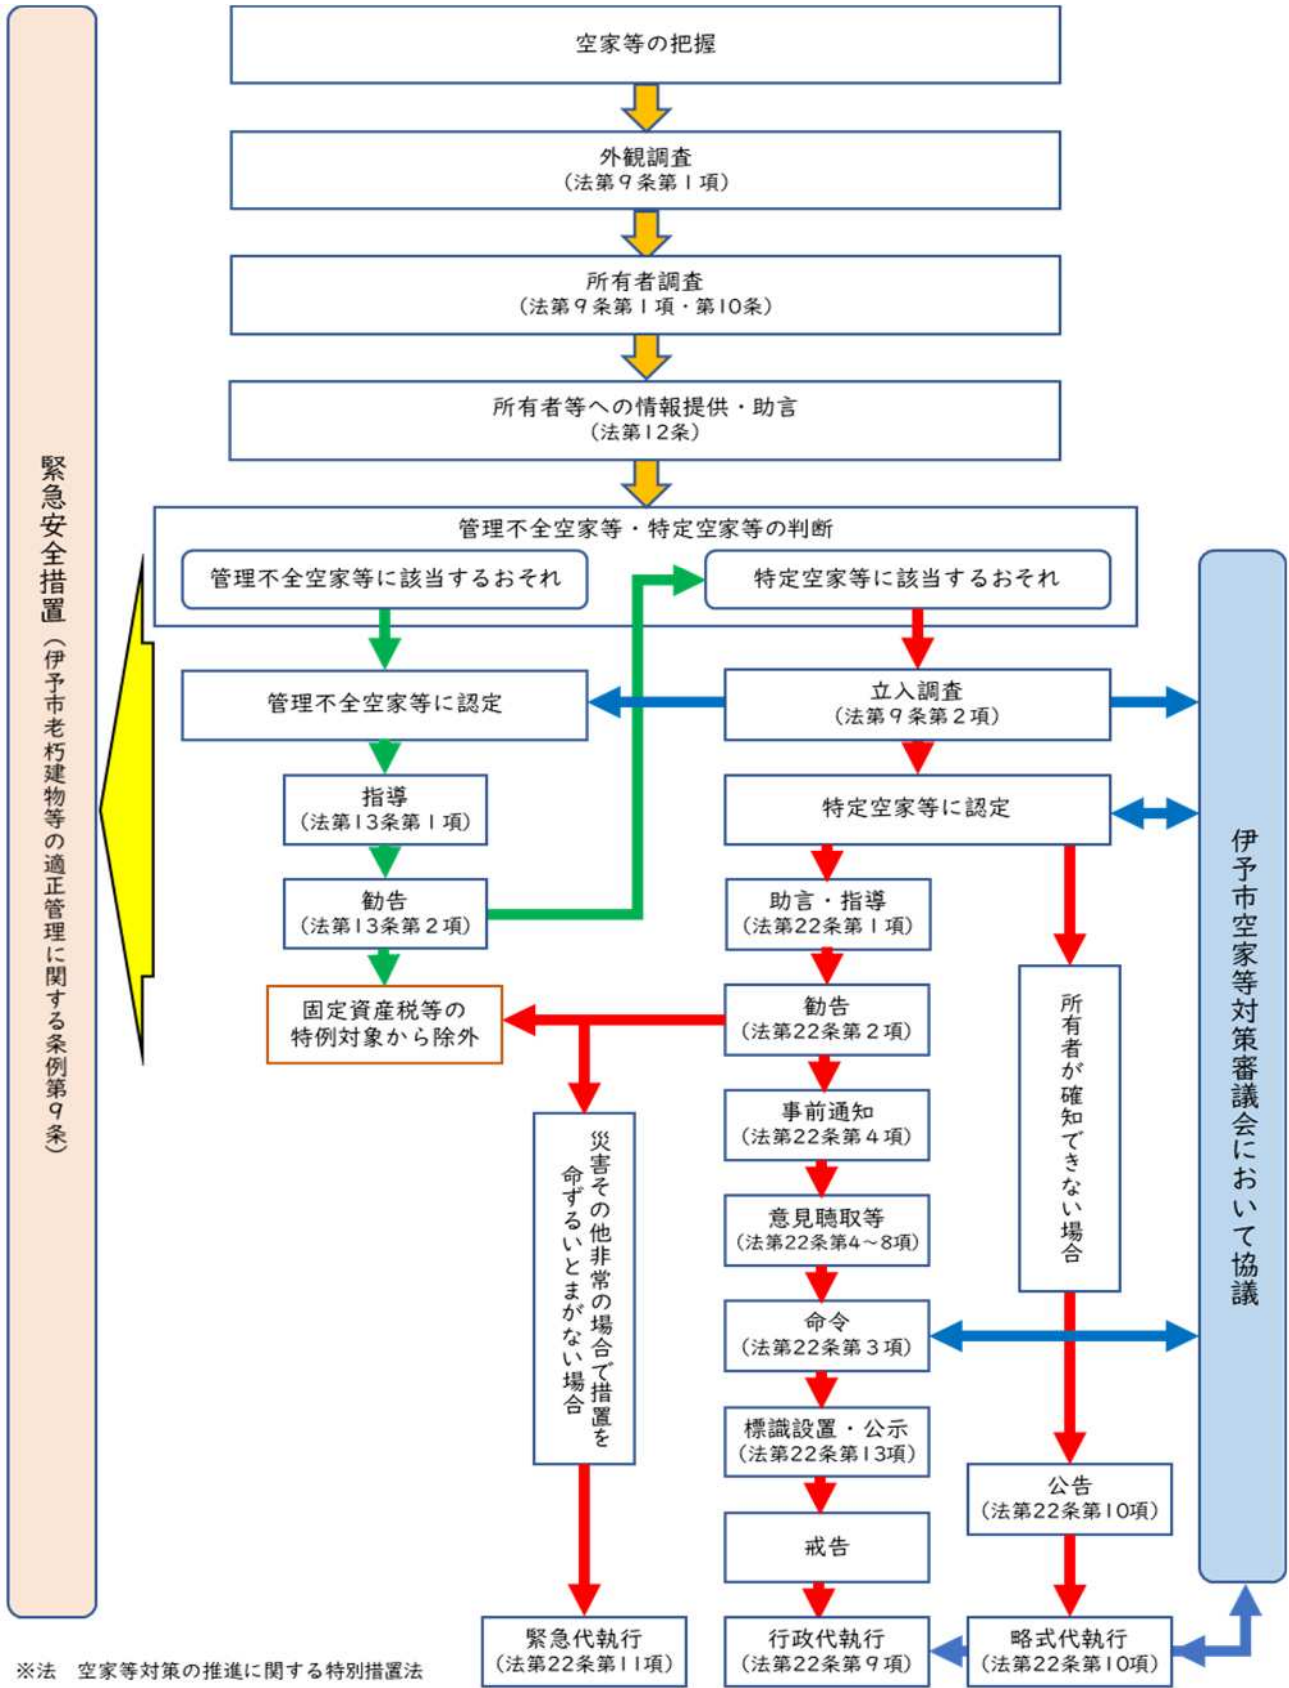 空家等の把握
外観調査
(法第9条第1項)
所有者調査
(法第9条第1項・第10条)
所有者等への情報提供・助言
(法第12条)
管理不全空家等・特定空家等の判断
管理不全空家等に該当するおそれ
特定空家等に該当するおそれ
管理不全空家等に認定
立入調査
(法第9条第2項)
指導
(法第13条第1項)
特定空家等に認定
勧告
(法第13条第2項)
助言・指導
(法第22条第1項)
固定資産税等の
特例対象から除外
勧告
(法第22条第2項)
所有者が確知できない場合
事前通知
(法第22条第4項)
災害その他非常の場合で措置を
命ずるいとまがない場合
意見聴取等
(法第22条第4～8項)
命令
(法第22条第3項)
標識設置・公示
(法第22条第13項)
公告
(法第22条第10項)
戒告
緊急代執行
(法第22条第11項)
行政代執行
(法第22条第9項)
略式代執行
(法第22条第10項)
緊急安全措置(伊予市老朽建物等の適正管理に関する条例第9条)
伊予市空家等対策審議会において協議
※法　空家等対策の推進に関する特別措置法